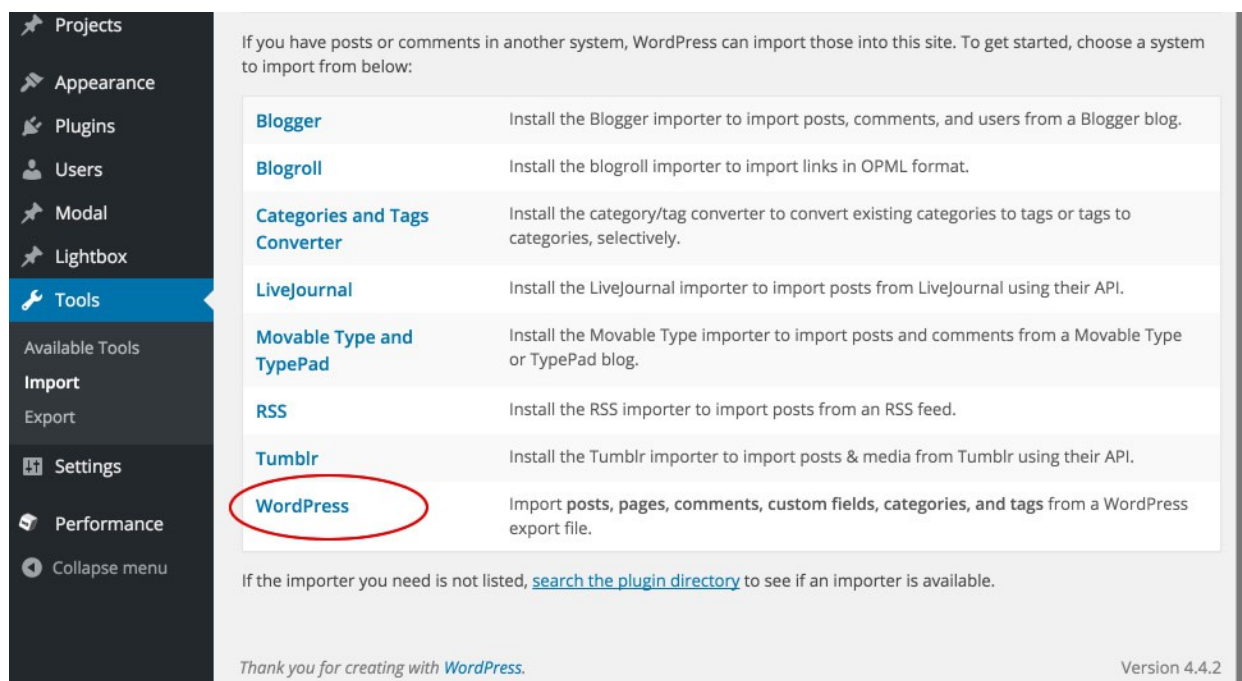 Projects
Appearance
Plugins
Users
Modal
Lightbox
Tools
Available Tools
Import
Export
Settings
Performance
Collapse menu
If you have posts or comments in another system, WordPress can import those into this site. To get started, choose a system
to import from below:
Blogger
Install the Blogger importer to import posts, comments, and users from a Blogger blog.
Blogroll
Install the blogroll importer to import links in OPML format.
Categories and Tags
Converter
Install the category/tag converter to convert existing categories to tags or tags to
categories, selectively.
LiveJournal
Install the LiveJournal importer to import posts from LiveJournal using their API.
Movable Type and
TypePad
Install the Movable Type importer to import posts and comments from a Movable Type
or TypePad blog.
RSS
Install the RSS importer to import posts from an RSS feed.
Tumblr
Install the Tumblr importer to import posts & media from Tumblr using their API.
WordPress
Import posts, pages, comments, custom fields, categories, and tags from a WordPress
export file.
If the importer you need is not listed, search the plugin directory to see if an importer is available.
Thank you for creating with WordPress.
Version 4.4.2